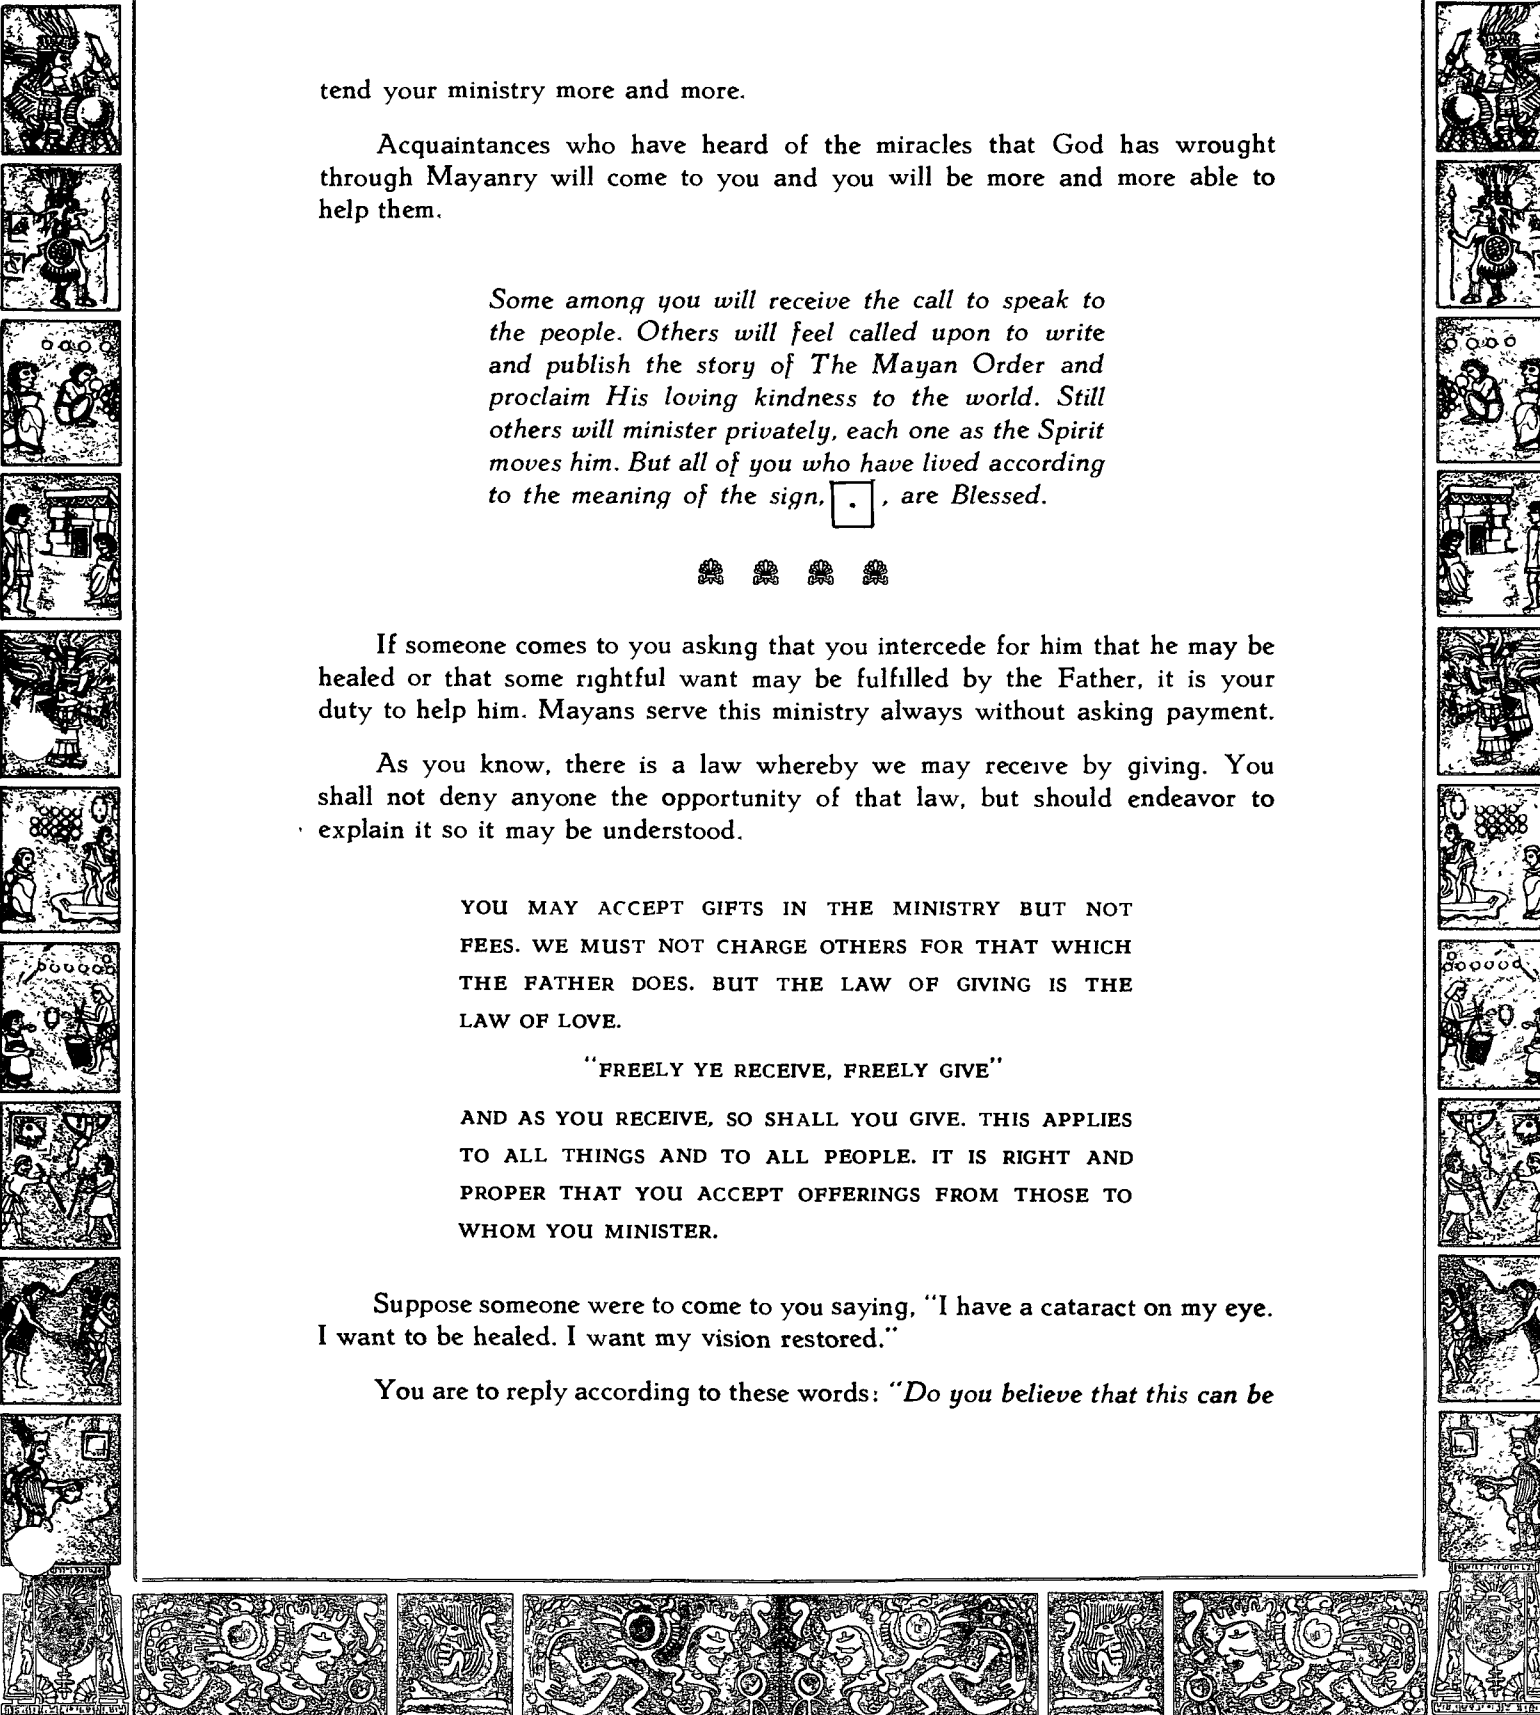 tend your ministry more and more.
Acquaintances who have heard of the miracles that God has wrought
through Mayanry will come to you and you will be more and more able to
help them.
Some among you will receive the call to speak to
the people. Others will feel called upon to write
and publish the story of The Mayan Order and
proclaim His loving kindness to the world. Still
others will minister privately, each one as the Spirit
moves him. But all of you who have lived according
to the meaning of the sign, , are Blessed.
If someone comes to you asking that you intercede for him that he may be
healed or that some rightful want may be fulfilled by the Father, it is your
duty to help him. Mayans serve this ministry always without asking payment.
As you know, there is a law whereby we may receive by giving. You
shall not deny anyone the opportunity of that law, but should endeavor to
explain it so it may be understood.
YOU MAY ACCEPT GIFTS IN THE MINISTRY BUT NOT
FEES. WE MUST NOT CHARGE OTHERS FOR THAT WHICH
THE FATHER DOES. BUT THE LAW OF GIVING IS THE
LAW OF LOVE.
"FREELY YE RECEIVE, FREELY GIVE"
AND AS YOU RECEIVE, SO SHALL YOU GIVE. THIS APPLIES
TO ALL THINGS AND TO ALL PEOPLE. IT IS RIGHT AND
PROPER THAT YOU ACCEPT OFFERINGS FROM THOSE TO
WHOM YOU MINISTER.
Suppose someone were to come to you saying, "I have a cataract on my eye.
I want to be healed. I want my vision restored."
You are to reply according to these words: "Do you believe that this can be